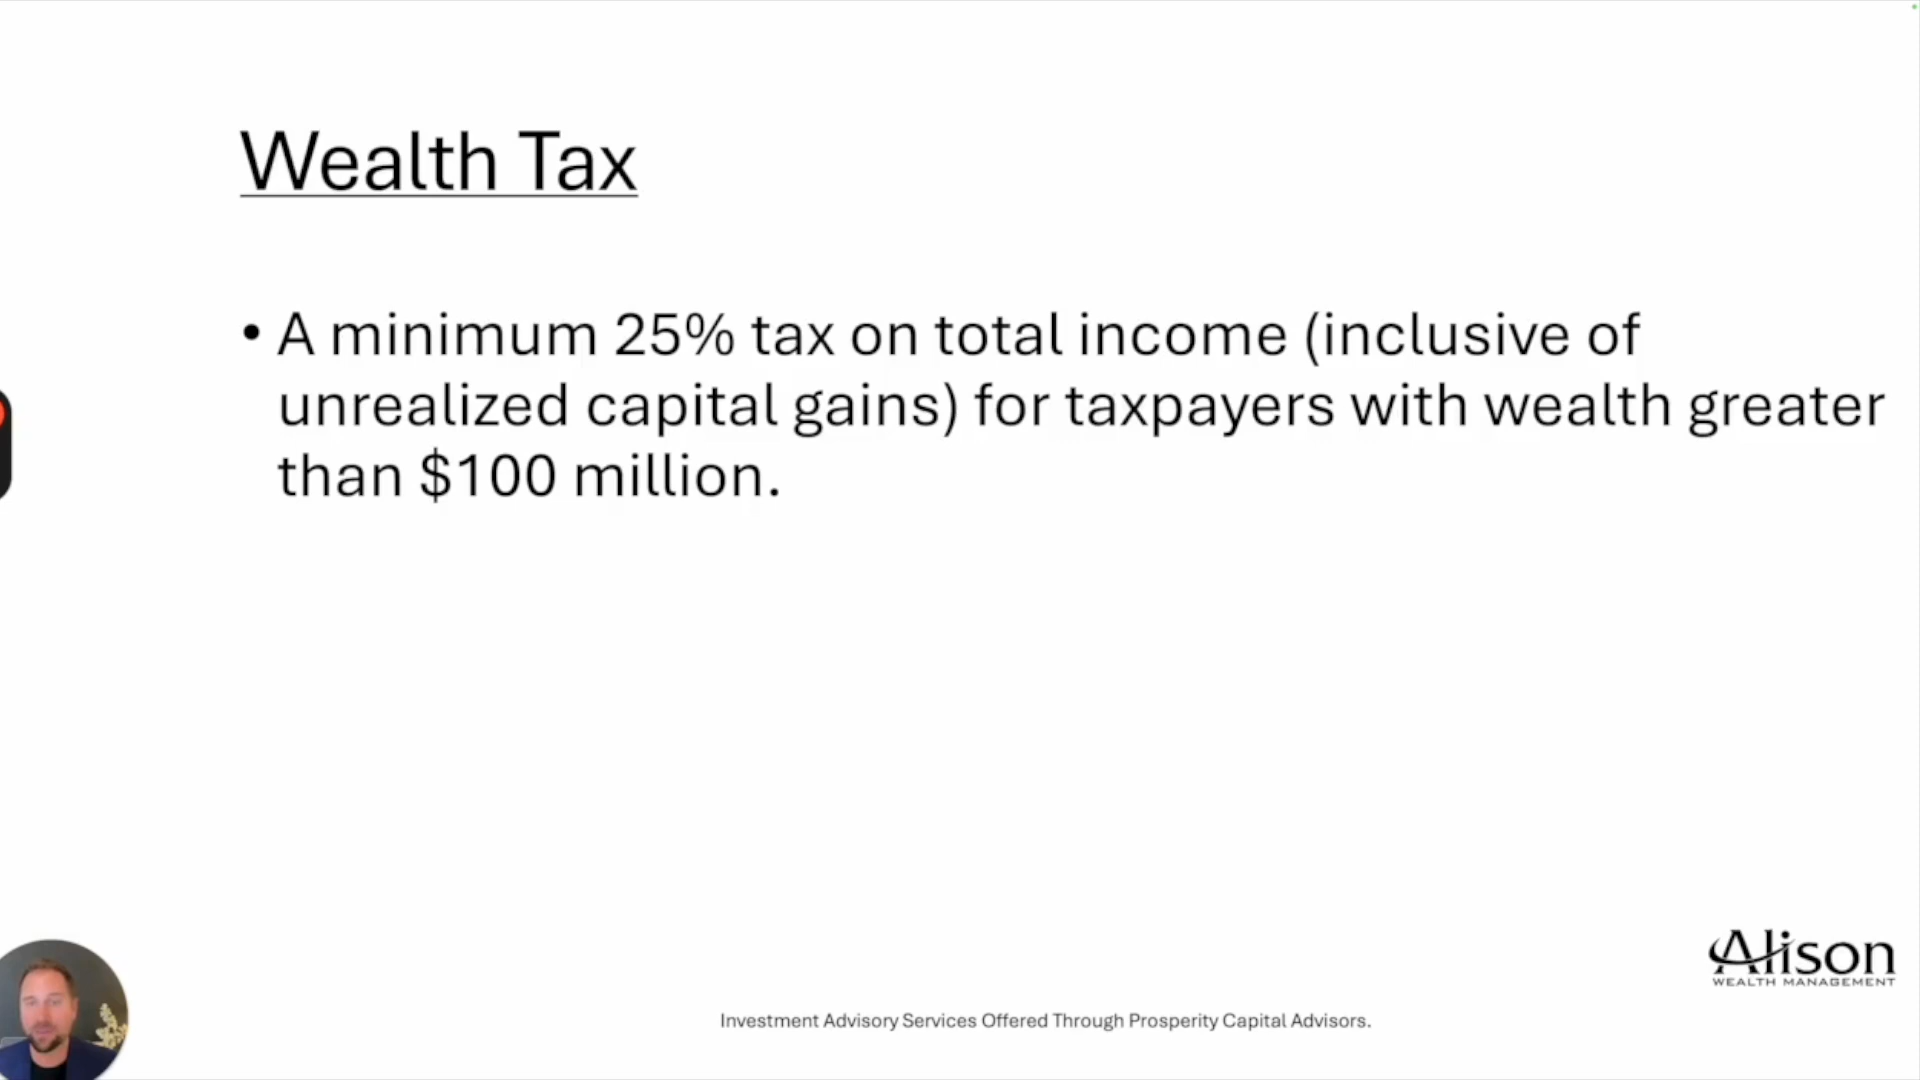 Wealth Tax
• A minimum 25% tax on total income (inclusive of
unrealized capital gains) for taxpayers with wealth greater
than $100 million.
Alison
WEALTH MANAGEMENT
Investment Advisory Services Offered Through Prosperity Capital Advisors.